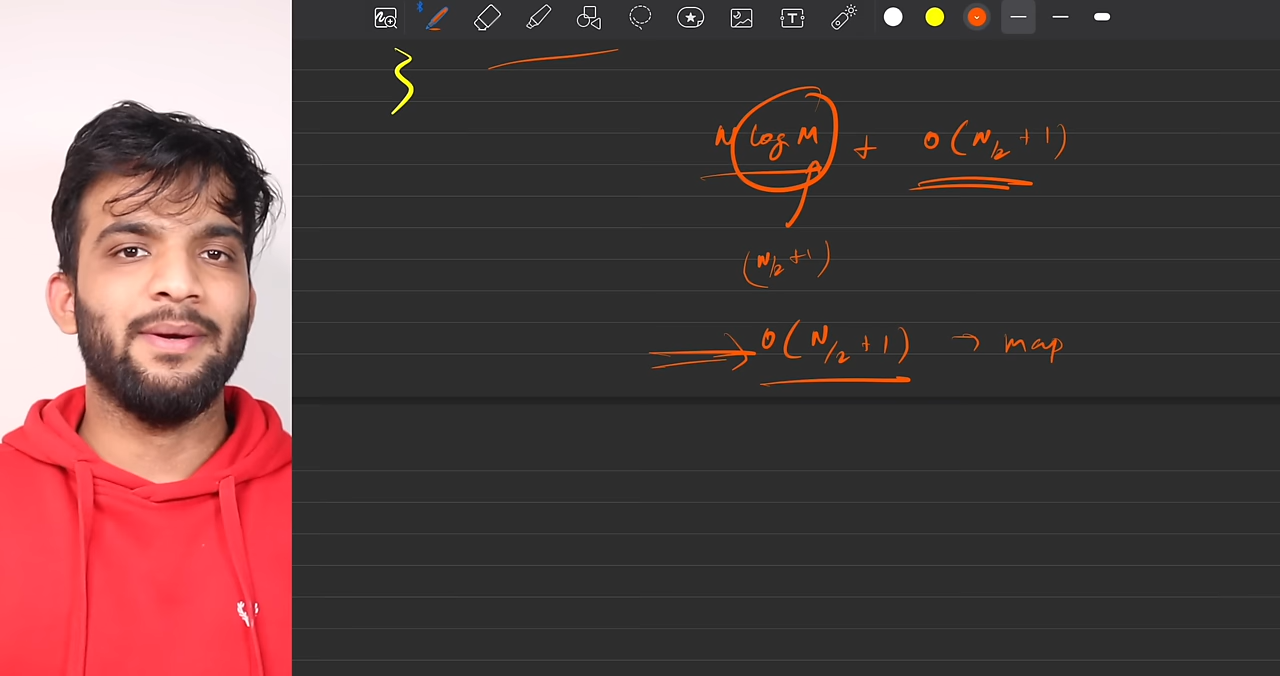 }
N log M + O(N/2 + 1)
(N/2 + 1)
O(N/2 + 1) → map